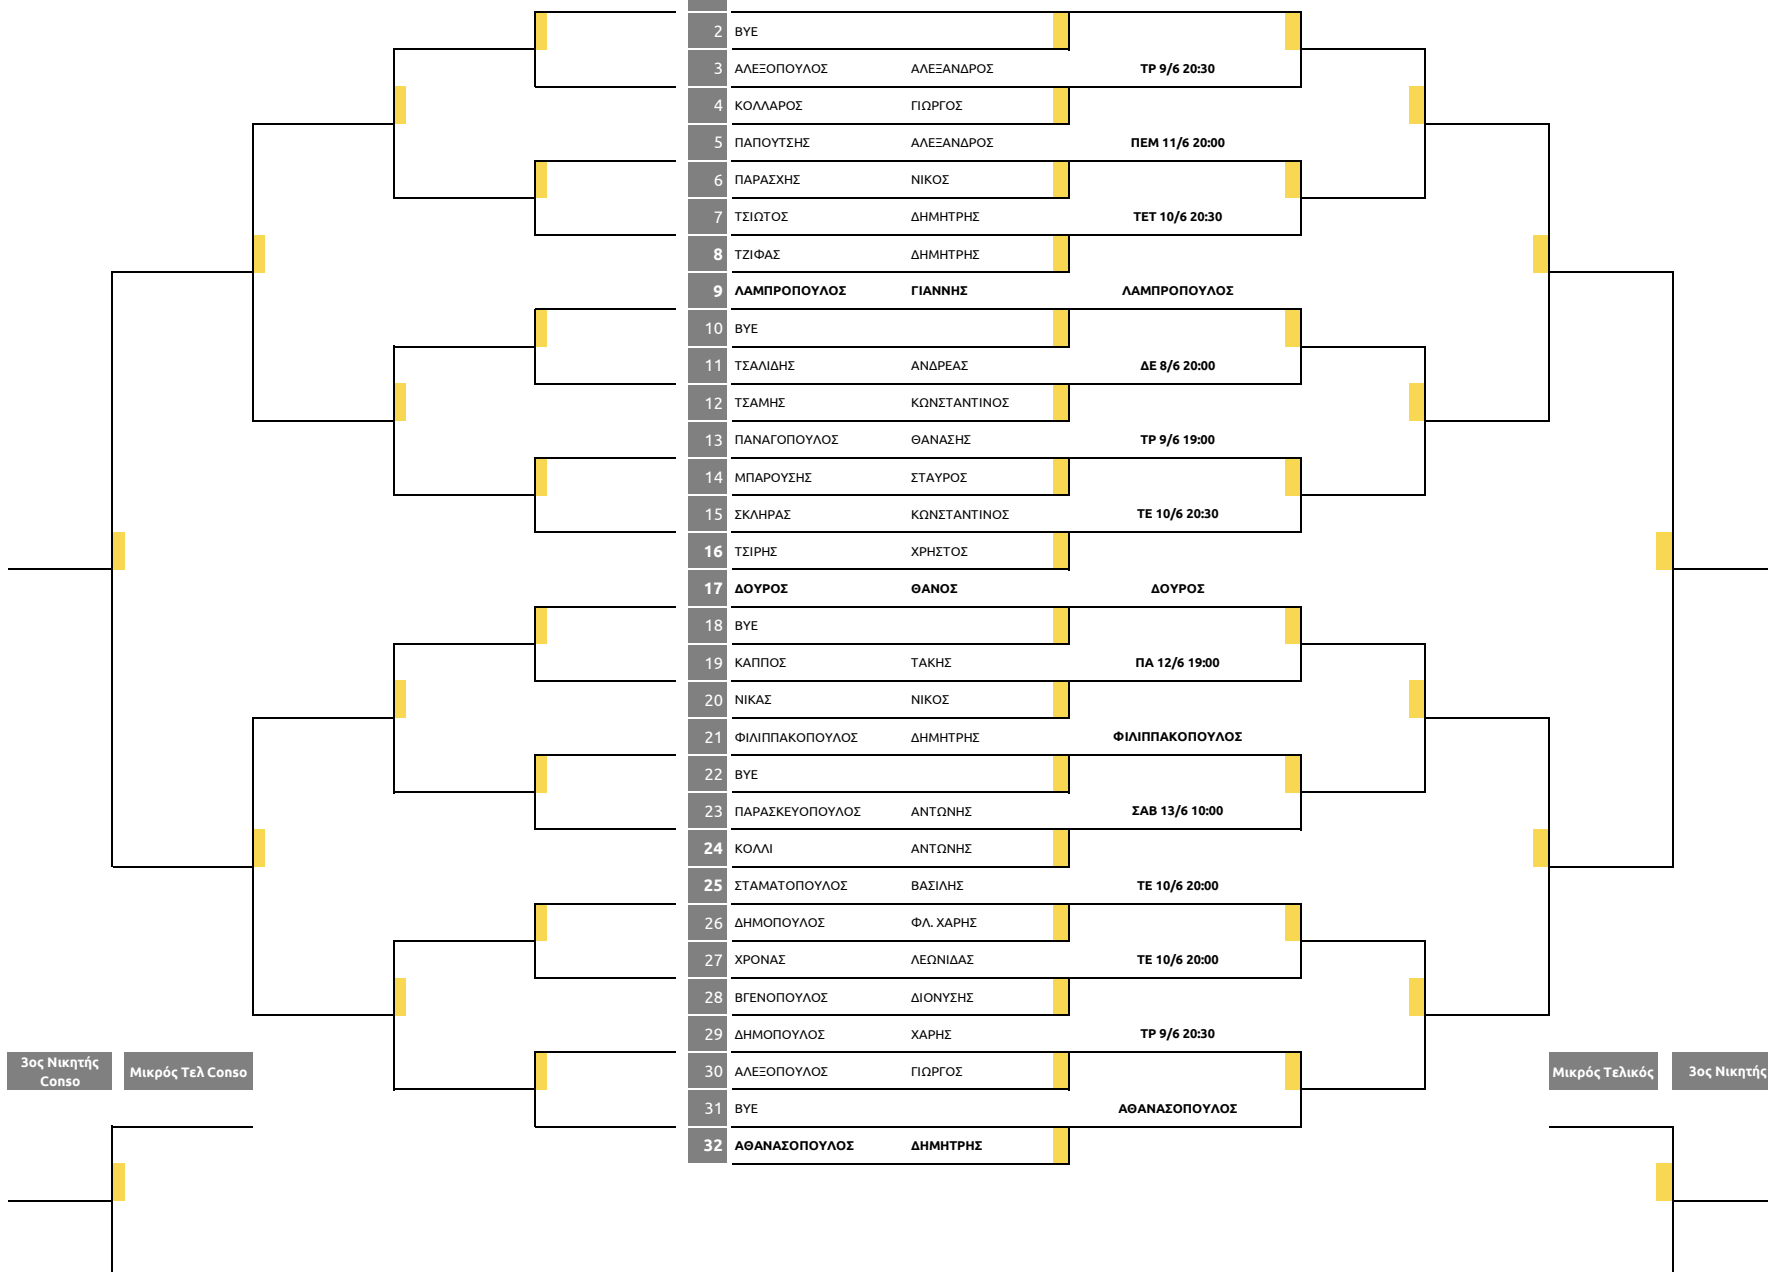 2 BYE
3 ΑΛΕΞΟΠΟΥΛΟΣ ΑΛΕΞΑΝΔΡΟΣ ΤΡ 9/6 20:30
4 ΚΟΛΛΑΡΟΣ ΓΙΩΡΓΟΣ
5 ΠΑΠΟΥΤΣΗΣ ΑΛΕΞΑΝΔΡΟΣ ΠΕΜ 11/6 20:00
6 ΠΑΡΑΣΧΗΣ ΝΙΚΟΣ
7 ΤΣΙΩΤΟΣ ΔΗΜΗΤΡΗΣ ΤΕΤ 10/6 20:30
8 ΤΖΙΦΑΣ ΔΗΜΗΤΡΗΣ
9 ΛΑΜΠΡΟΠΟΥΛΟΣ ΓΙΑΝΝΗΣ ΛΑΜΠΡΟΠΟΥΛΟΣ
10 BYE
11 ΤΣΑΛΙΔΗΣ ΑΝΔΡΕΑΣ ΔΕ 8/6 20:00
12 ΤΣΑΜΗΣ ΚΩΝΣΤΑΝΤΙΝΟΣ
13 ΠΑΝΑΓΟΠΟΥΛΟΣ ΘΑΝΑΣΗΣ ΤΡ 9/6 19:00
14 ΜΠΑΡΟΥΣΗΣ ΣΤΑΥΡΟΣ
15 ΣΚΛΗΡΑΣ ΚΩΝΣΤΑΝΤΙΝΟΣ ΤΕ 10/6 20:30
16 ΤΣΙΡΗΣ ΧΡΗΣΤΟΣ
17 ΔΟΥΡΟΣ ΘΑΝΟΣ ΔΟΥΡΟΣ
18 BYE
19 ΚΑΠΠΟΣ ΤΑΚΗΣ ΠΑ 12/6 19:00
20 ΝΙΚΑΣ ΝΙΚΟΣ
21 ΦΙΛΙΠΠΑΚΟΠΟΥΛΟΣ ΔΗΜΗΤΡΗΣ ΦΙΛΙΠΠΑΚΟΠΟΥΛΟΣ
22 BYE
23 ΠΑΡΑΣΚΕΥΟΠΟΥΛΟΣ ΑΝΤΩΝΗΣ ΣΑΒ 13/6 10:00
24 ΚΟΛΛΙ ΑΝΤΩΝΗΣ
25 ΣΤΑΜΑΤΟΠΟΥΛΟΣ ΒΑΣΙΛΗΣ ΤΕ 10/6 20:00
26 ΔΗΜΟΠΟΥΛΟΣ ΦΛ. ΧΑΡΗΣ
27 ΧΡΟΝΑΣ ΛΕΩΝΙΔΑΣ ΤΕ 10/6 20:00
28 ΒΓΕΝΟΠΟΥΛΟΣ ΔΙΟΝΥΣΗΣ
29 ΔΗΜΟΠΟΥΛΟΣ ΧΑΡΗΣ ΤΡ 9/6 20:30
3ος Νικητής
Conso
Μικρός Τελ Conso
30 ΑΛΕΞΟΠΟΥΛΟΣ ΓΙΩΡΓΟΣ
Μικρός Τελικός
3ος Νικητής
31 BYE ΑΘΑΝΑΣΟΠΟΥΛΟΣ
32 ΑΘΑΝΑΣΟΠΟΥΛΟΣ ΔΗΜΗΤΡΗΣ